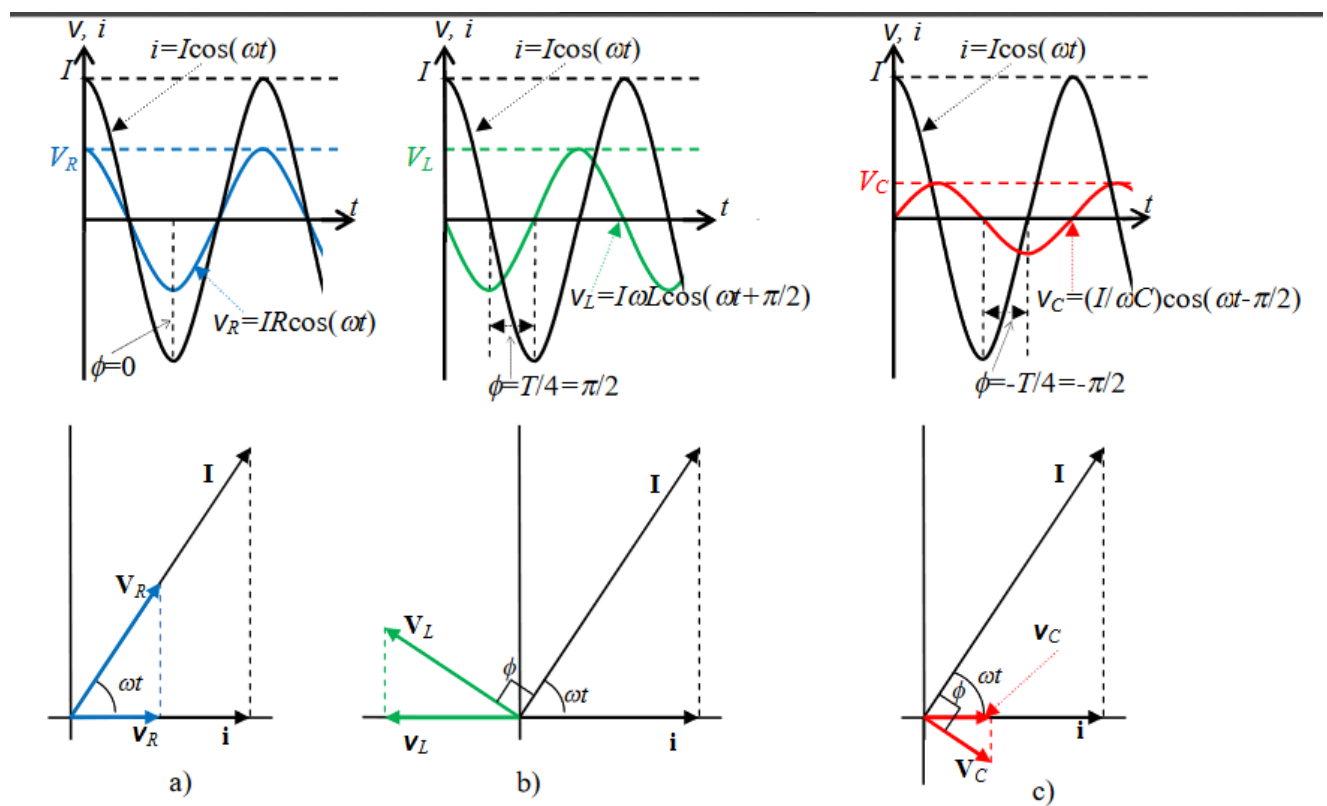 v, i
i=Icos(ωt)
I
V_R
t
v_R=IRcos(ωt)
ϕ=0
v, i
i=Icos(ωt)
I
V_L
t
v_L=IωLcos(ωt+π/2)
ϕ=T/4=π/2
v, i
i=Icos(ωt)
I
V_C
t
v_C=(I/ωC)cos(ωt-π/2)
ϕ=-T/4=-π/2
I
V_R
ωt
v_R
i
a)
I
V_L
ϕ
ωt
v_L
i
b)
I
v_C
ωt
ϕ
V_C
i
c)